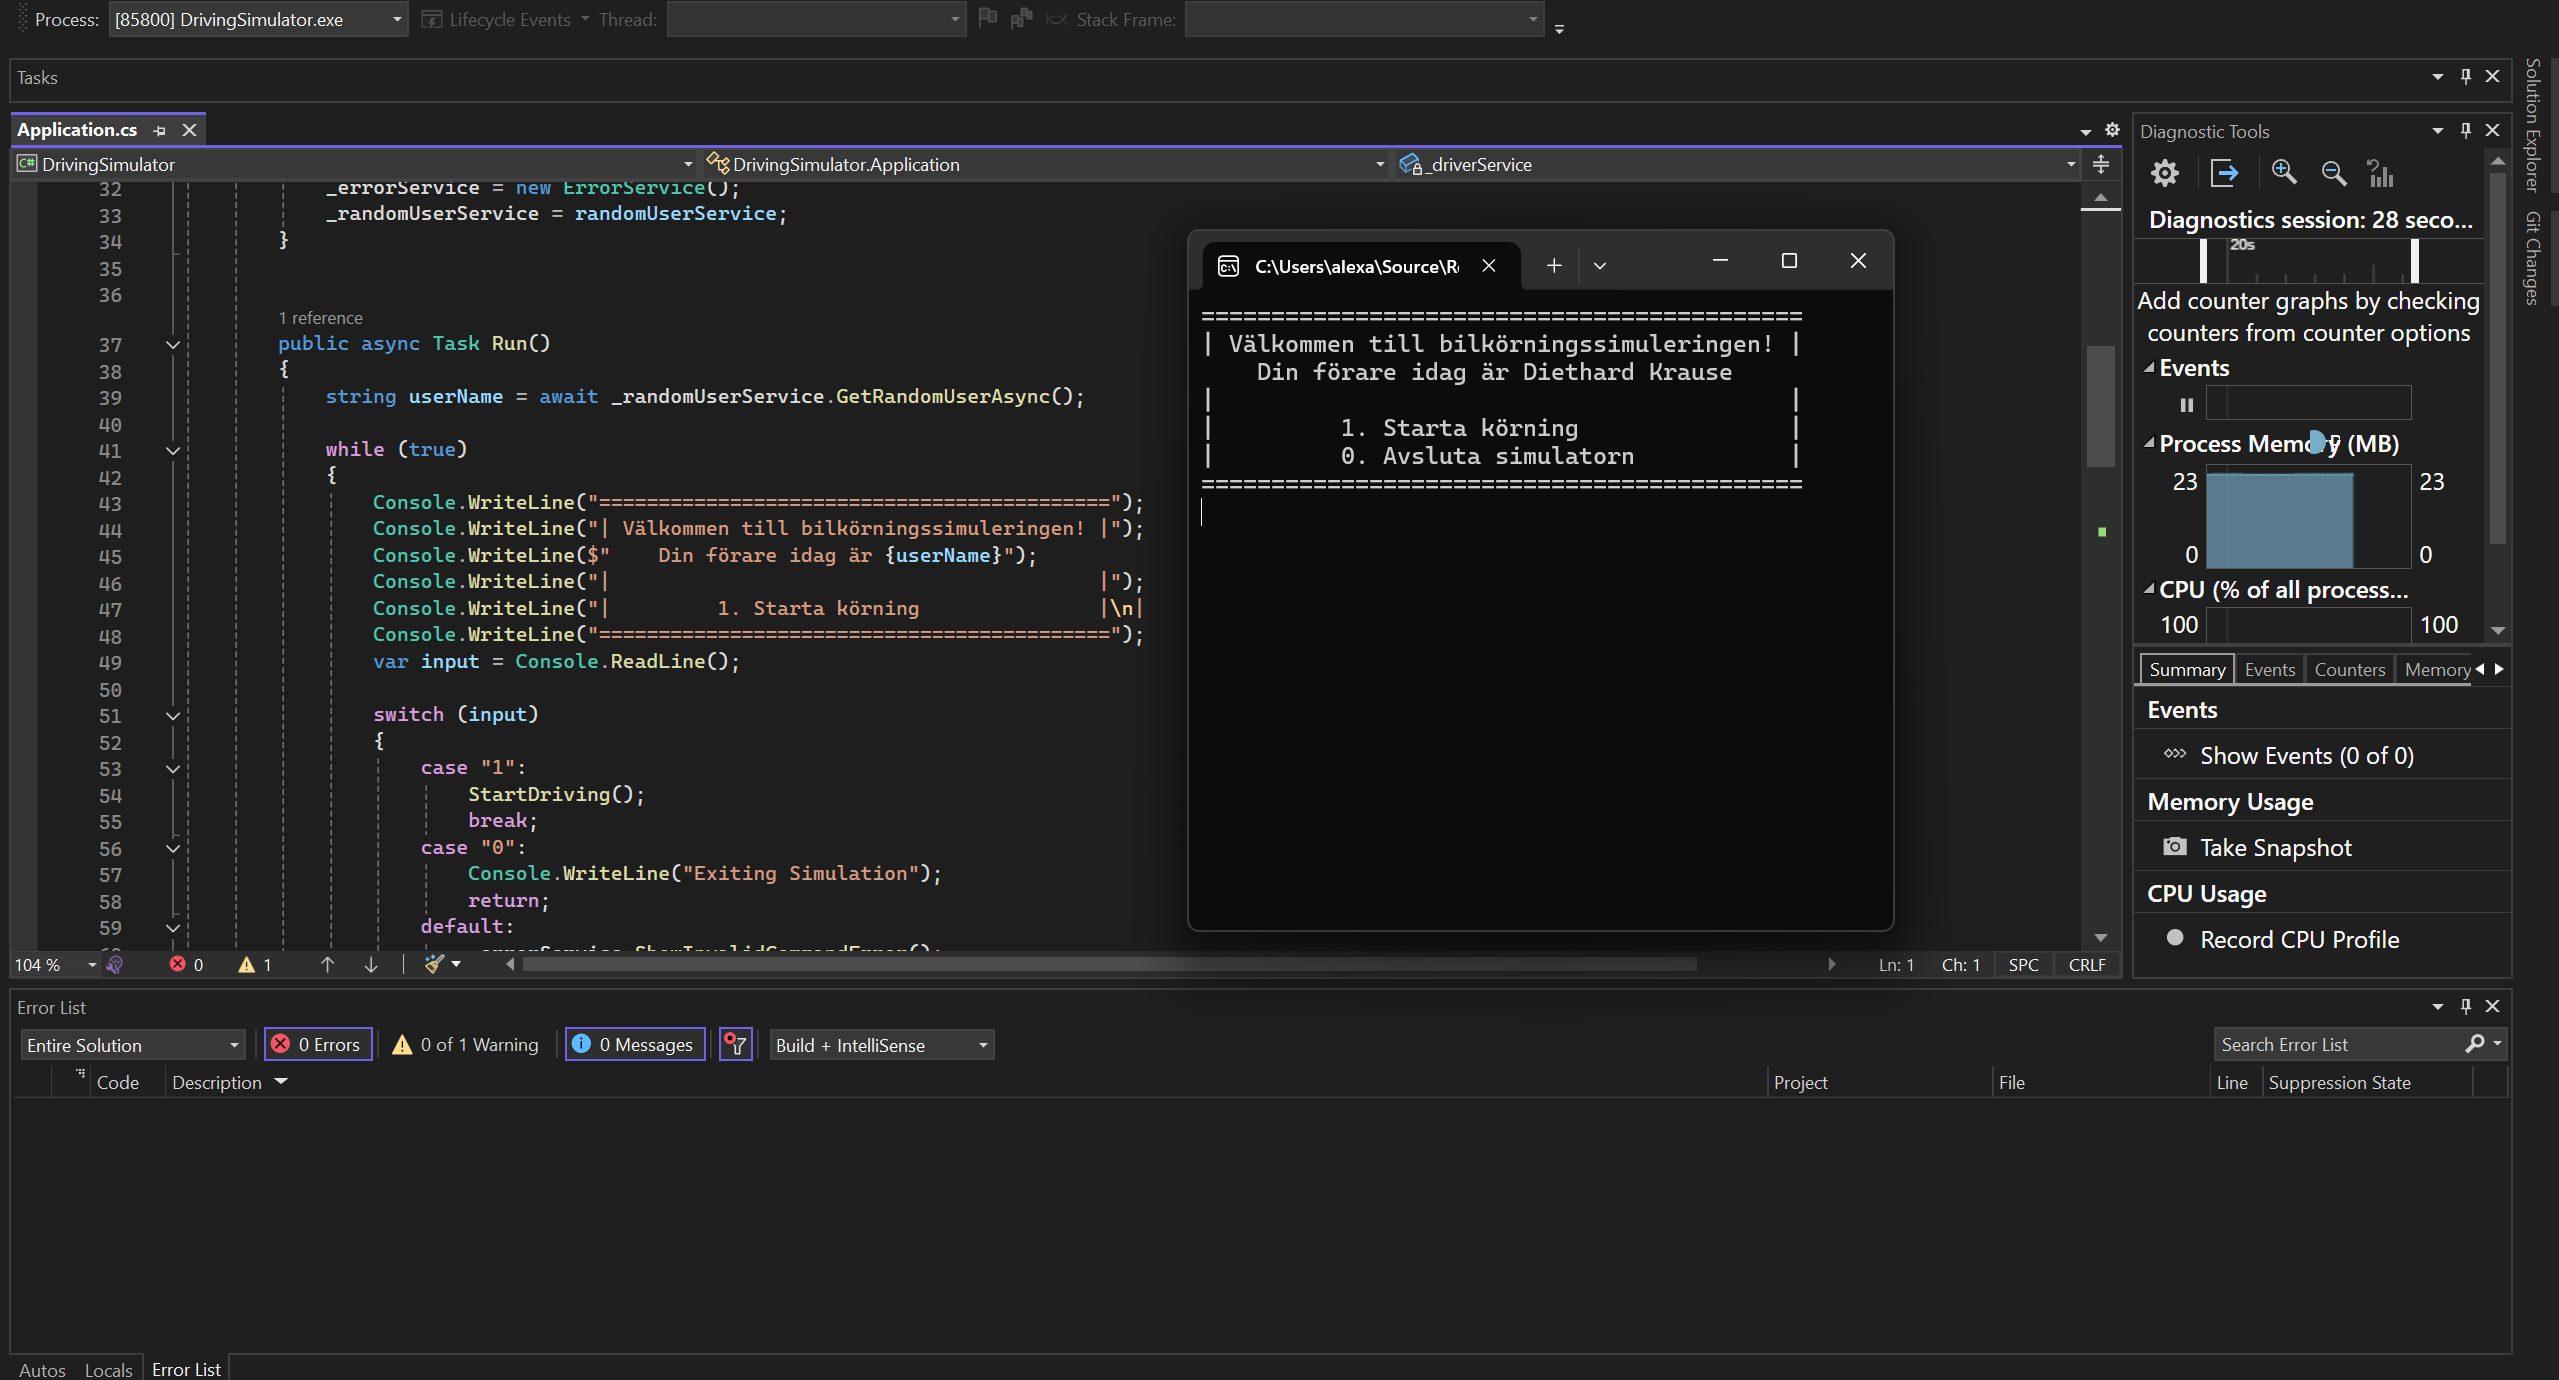 Process: [85800] DrivingSimulator.exe Lifecycle Events Thread: Stack Frame:
Tasks
Application.cs
DrivingSimulator DrivingSimulator.Application _driverService
32 _errorService = new ErrorService();
33 _randomUserService = randomUserService;
34 }
35
36
1 reference
37 public async Task Run()
38 {
39 string userName = await _randomUserService.GetRandomUserAsync();
40
41 while (true)
42 {
43 Console.WriteLine("===========================================");
44 Console.WriteLine("| Välkommen till bilkörningssimuleringen! |");
45 Console.WriteLine($"    Din förare idag är {userName}");
46 Console.WriteLine("|                                         |");
47 Console.WriteLine("|         1. Starta körning               |\n|
48 Console.WriteLine("===========================================");
49 var input = Console.ReadLine();
50
51 switch (input)
52 {
53 case "1":
54 StartDriving();
55 break;
56 case "0":
57 Console.WriteLine("Exiting Simulation");
58 return;
59 default:
_errorService.ShowInvalidCommandError();
104 % 0 1 Ln: 1 Ch: 1 SPC CRLF
C:\Users\alexa\Source\Re
===========================================
| Välkommen till bilkörningssimuleringen! |
Din förare idag är Diethard Krause
|                                         |
|         1. Starta körning               |
|         0. Avsluta simulatorn           |
===========================================
Diagnostic Tools
Diagnostics session: 28 seco...
20s
Add counter graphs by checking
counters from counter options
Events
Process Memory (MB)
23 23
0 0
CPU (% of all process...
100 100
Summary Events Counters Memory
Events
Show Events (0 of 0)
Memory Usage
Take Snapshot
CPU Usage
Record CPU Profile
Solution Explorer
Git Changes
Error List
Entire Solution 0 Errors 0 of 1 Warning 0 Messages Build + IntelliSense Search Error List
Code Description Project File Line Suppression State
Autos Locals Error List